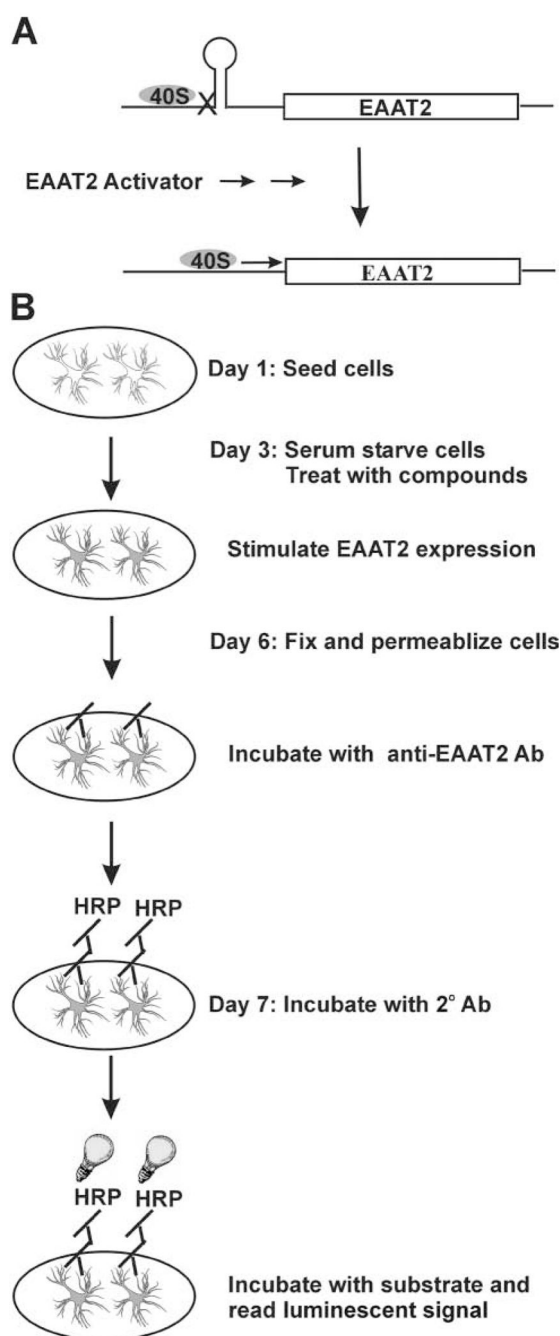 A
40S
X
EAAT2
EAAT2 Activator
40S
EAAT2
B
Day 1: Seed cells
Day 3: Serum starve cells
Treat with compounds
Stimulate EAAT2 expression
Day 6: Fix and permeablize cells
Incubate with anti-EAAT2 Ab
HRP HRP
Day 7: Incubate with 2° Ab
HRP HRP
Incubate with substrate and
read luminescent signal